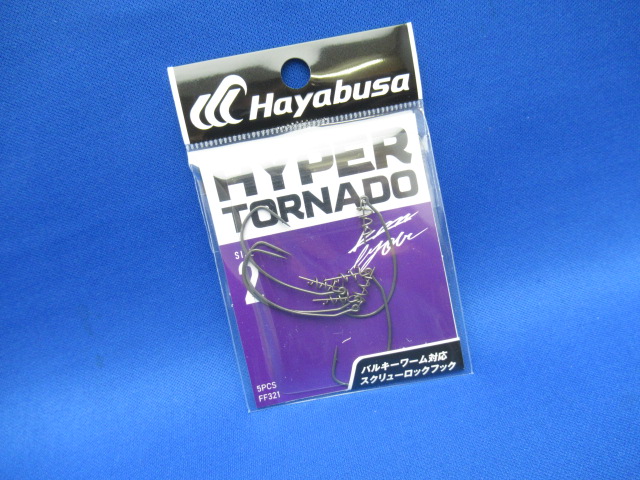 Hayabusa
HYPER
TORNADO
バルキーワーム対応
スクリューロックフック
5PCS
FF321